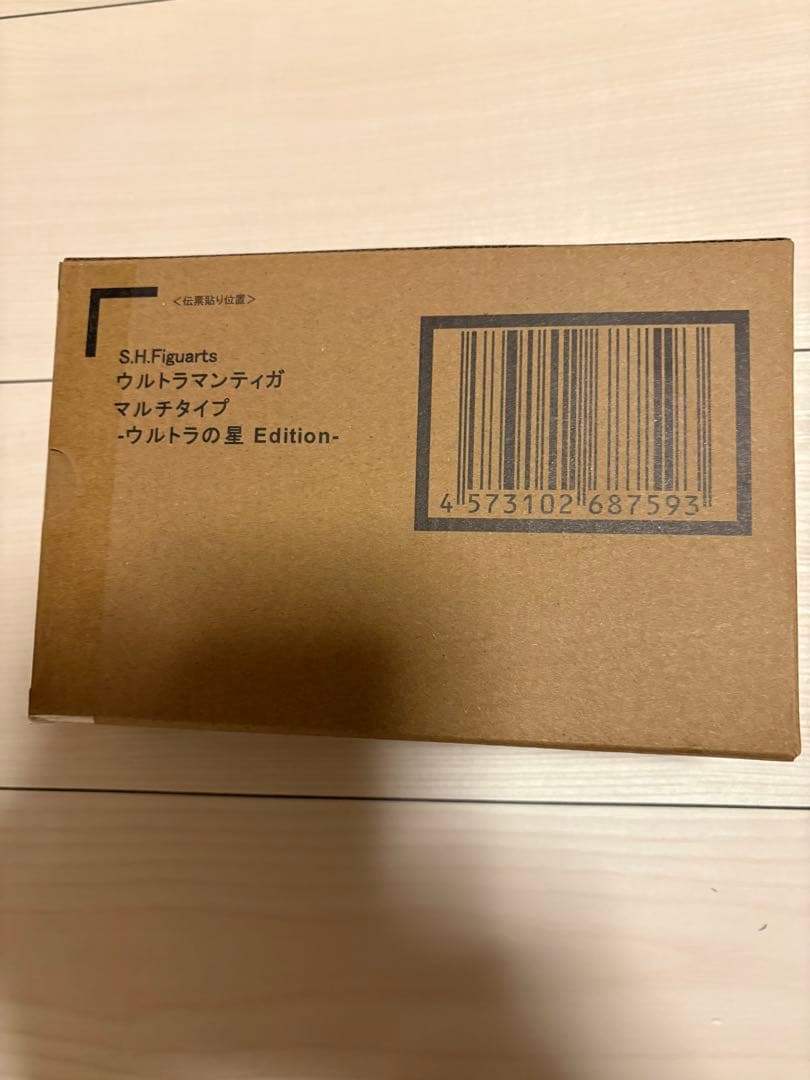 ＜伝票貼り位置＞
S.H.Figuarts
ウルトラマンティガ
マルチタイプ
-ウルトラの星 Edition-
4 573102 687593